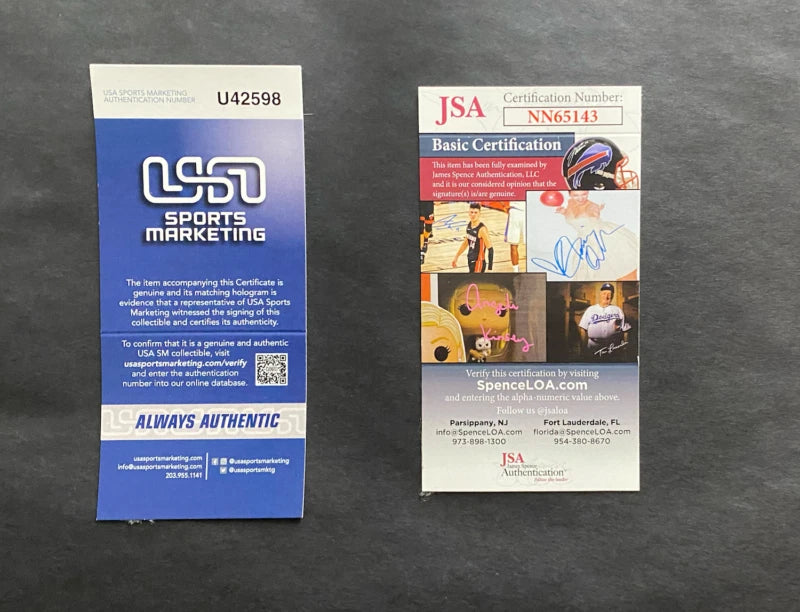 USA SPORTS MARKETING
AUTHENTICATION NUMBER
U42598
USA
SPORTS
MARKETING
The item accompanying this Certificate is
genuine and its matching hologram is
evidence that a representative of USA Sports
Marketing witnessed the signing of this
collectible and certifies its authenticity.
To confirm that it is a genuine and authentic
USA SM collectible, visit
usasportsmarketing.com/verify
and enter the authentication
number into our online database.
ALWAYS AUTHENTIC
usasportsmarketing.com
info@usasportsmarketing.com
203.955.1141
@usasportsmarketing
@usasportsmktg
JSA
Certification Number:
NN65143
Basic Certification
This item has been fully examined by
James Spence Authentication, LLC
and it is our considered opinion that the
signature(s) is/are genuine.
Angela
Kinsey
Dodgers
Verify this certification by visiting
SpenceLOA.com
and entering the alpha-numeric value above.
Follow us @jsaloa
Parsippany, NJ
info@SpenceLOA.com
973-898-1300
Fort Lauderdale, FL
florida@SpenceLOA.com
954-380-8670
JSA
James Spence
Authentication
Follow the leader